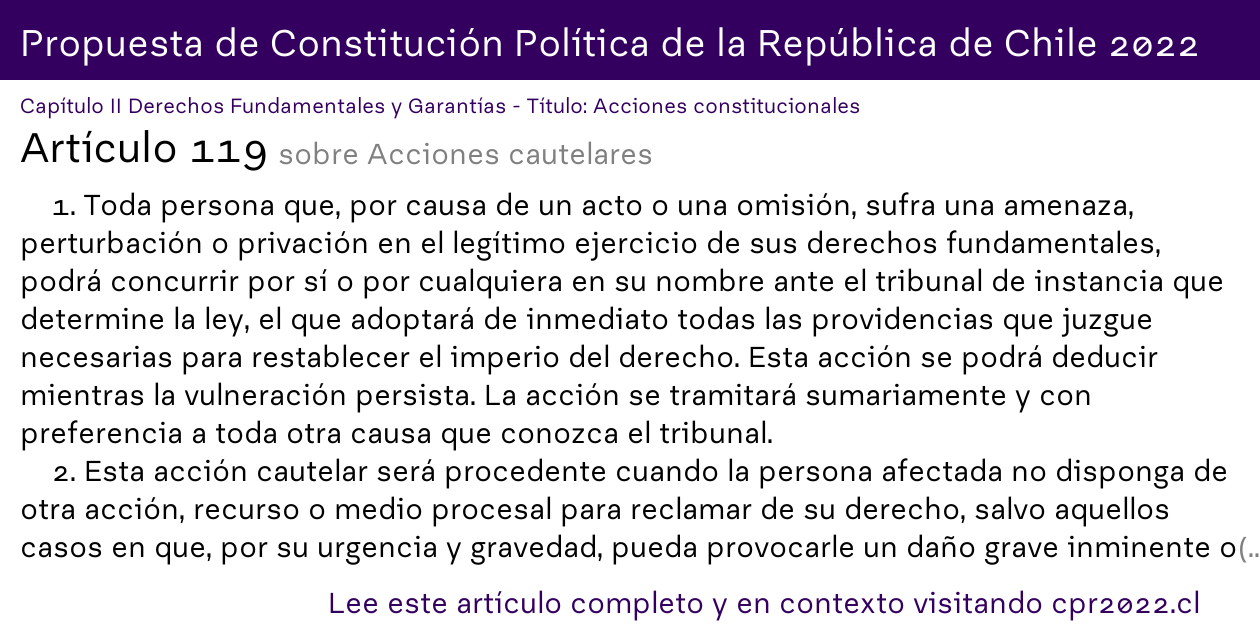 Propuesta de Constitución Política de la República de Chile 2022
Capítulo II Derechos Fundamentales y Garantías - Título: Acciones constitucionales
Artículo 119 sobre Acciones cautelares
1. Toda persona que, por causa de un acto o una omisión, sufra una amenaza,
perturbación o privación en el legítimo ejercicio de sus derechos fundamentales,
podrá concurrir por sí o por cualquiera en su nombre ante el tribunal de instancia que
determine la ley, el que adoptará de inmediato todas las providencias que juzgue
necesarias para restablecer el imperio del derecho. Esta acción se podrá deducir
mientras la vulneración persista. La acción se tramitará sumariamente y con
preferencia a toda otra causa que conozca el tribunal.
2. Esta acción cautelar será procedente cuando la persona afectada no disponga de
otra acción, recurso o medio procesal para reclamar de su derecho, salvo aquellos
casos en que, por su urgencia y gravedad, pueda provocarle un daño grave inminente o(..
Lee este artículo completo y en contexto visitando cpr2022.cl